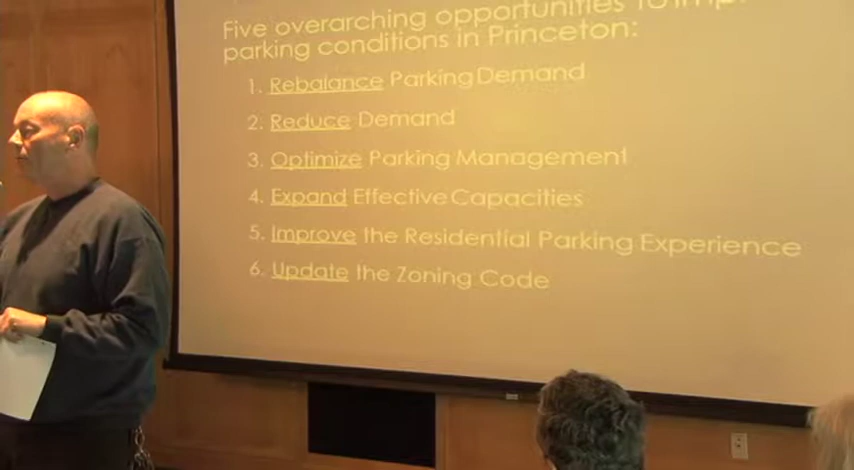 Five overarching opportunities to
parking conditions in Princeton:
1. Rebalance Parking Demand
2. Reduce Demand
3. Optimize Parking Management
4. Expand Effective Capacities
5. Improve the Residential Parking Experience
6. Update the Zoning Code